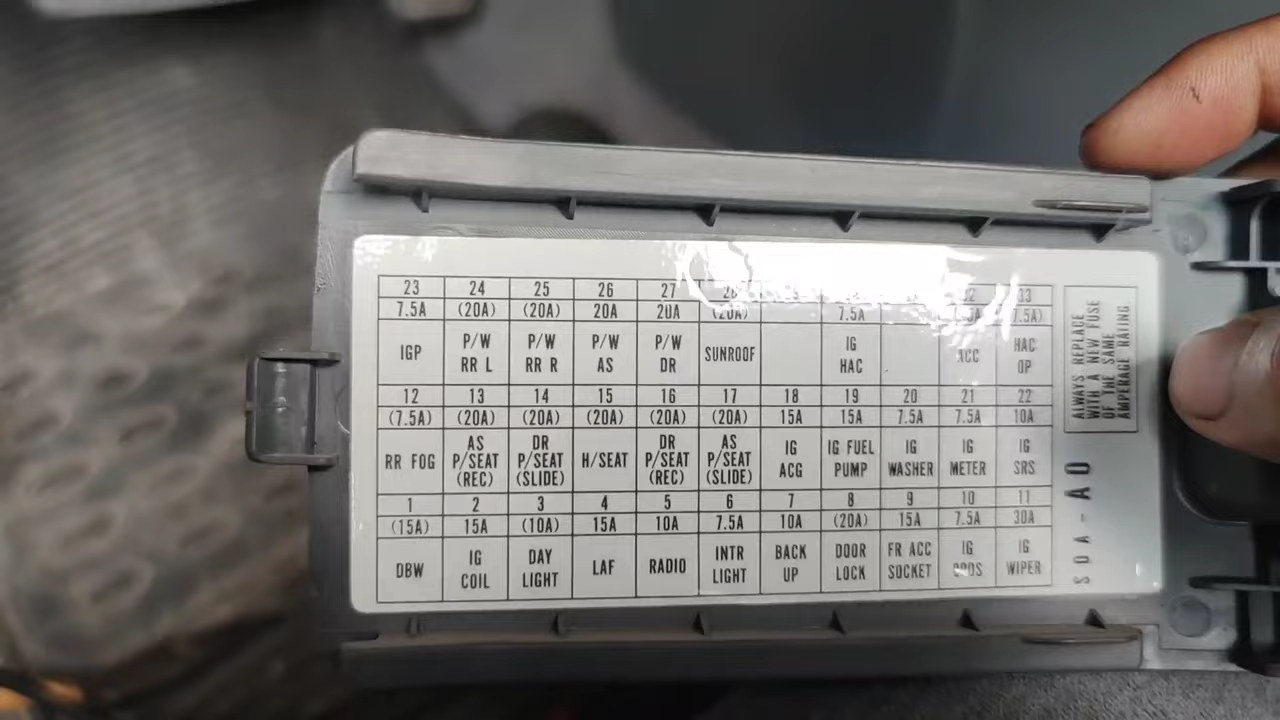 23 24 25 26 27 28 33
7.5A (20A) (20A) 20A 20A (20A) 7.5A 7.5A)
IGP P/W RR L P/W RR R P/W AS P/W DR SUNROOF IG HAC ACC HAC OP
12 13 14 15 16 17 18 19 20 21 22
(7.5A) (20A) (20A) (20A) (20A) (20A) 15A 15A 7.5A 7.5A 10A
RR FOG AS P/SEAT (REC) DR P/SEAT (SLIDE) H/SEAT DR P/SEAT (REC) AS P/SEAT (SLIDE) IG ACG IG FUEL PUMP IG WASHER IG METER IG SRS
1 2 3 4 5 6 7 8 9 10 11
(15A) 15A (10A) 15A 10A 7.5A 10A (20A) 15A 7.5A 30A
DBW IG COIL DAY LIGHT LAF RADIO INTR LIGHT BACK UP DOOR LOCK FR ACC SOCKET IG IG WIPER
ALWAYS REPLACE
WITH A NEW FUSE
OF THE SAME
AMPERAGE RATING
SDA-A0